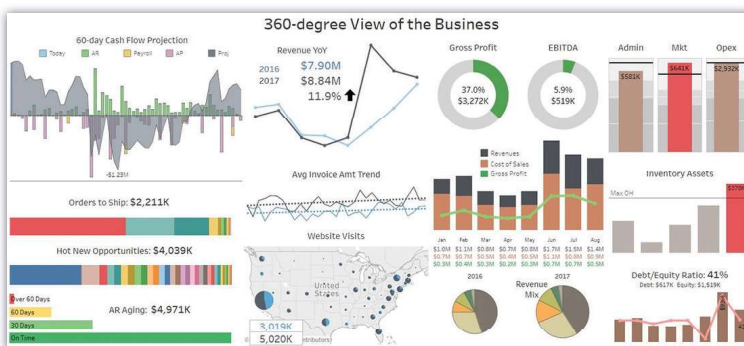 360-degree View of the Business
60-day Cash Flow Projection
Today AR Payroll AP Proj
-$1.23M
Orders to Ship: $2,211K
Hot New Opportunities: $4,039K
Over 60 Days
60 Days
30 Days
On Time
AR Aging: $4,971K
Revenue YoY
2016 $7.90M
2017 $8.84M
11.9%
Avg Invoice Amt Trend
Website Visits
United
States
3,019K
5,020K
Gross Profit
37.0%
$3,272K
EBITDA
5.9%
$519K
Revenues
Cost of Sales
Gross Profit
Jan Feb Mar Apr May Jun Jul Aug
$1.0M $1.1M $0.8M $0.7M $0.8M $1.7M $1.5M $1.4M
$0.7M $0.7M $0.5M $0.4M $0.5M $1.1M $0.9M $0.9M
$0.3M $0.4M $0.3M $0.2M $0.3M $0.6M $0.7M $0.5M
2016
2017
Revenue
Mix
Admin Mkt Opex
$581K
$641K
$2,932K
Inventory Assets
Max OH
Debt/Equity Ratio: 41%
Debt: $617K Equity: $1,519K